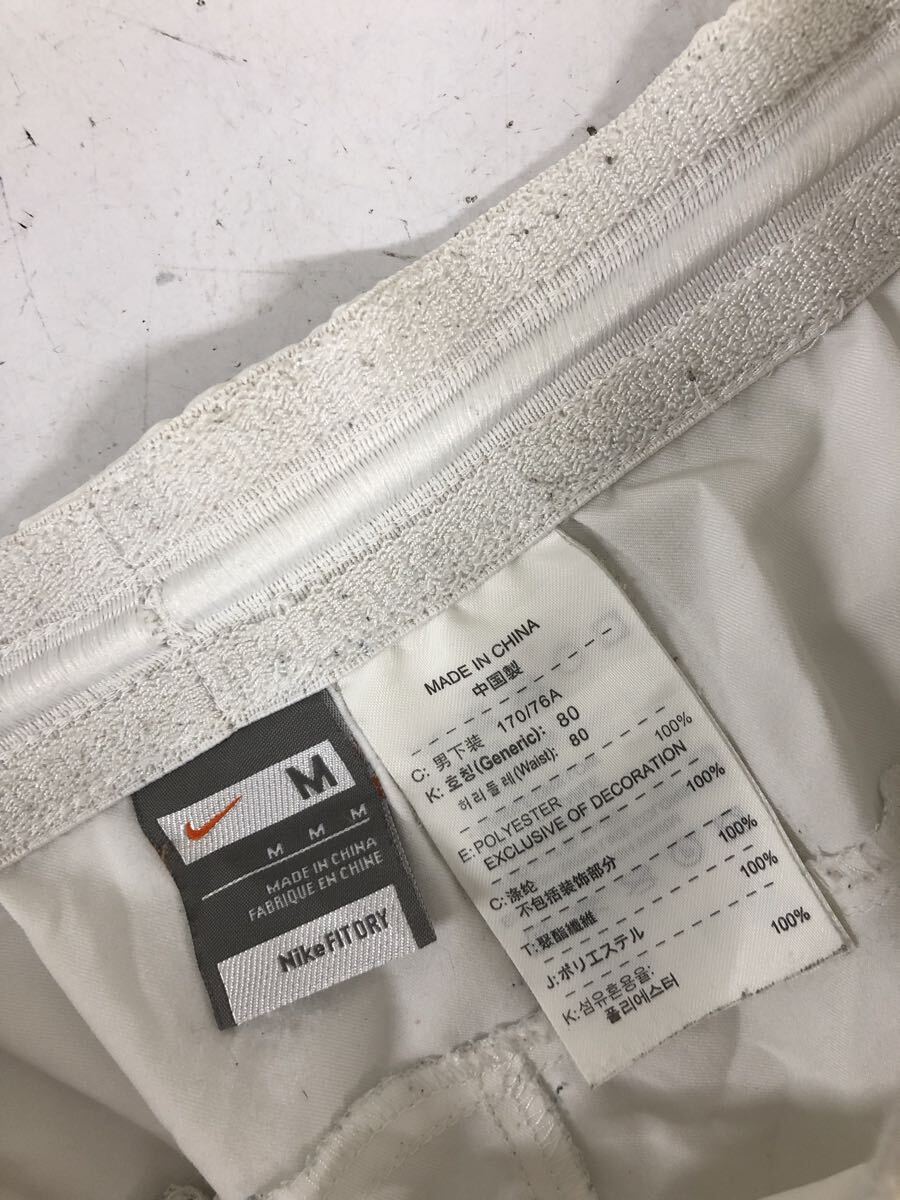 M
M M M
MADE IN CHINA
FABRIQUE EN CHINE
Nike FIT DRY
MADE IN CHINA
中国製
C: 男下装 170/76A
K: 호칭(Generic): 80
허리둘레(Waist): 80
E: POLYESTER 100%
EXCLUSIVE OF DECORATION
C: 涤纶 100%
不包括装饰部分
T: 聚酯纖維 100%
J: ポリエステル 100%
K: 섬유혼용율:
폴리에스터 100%